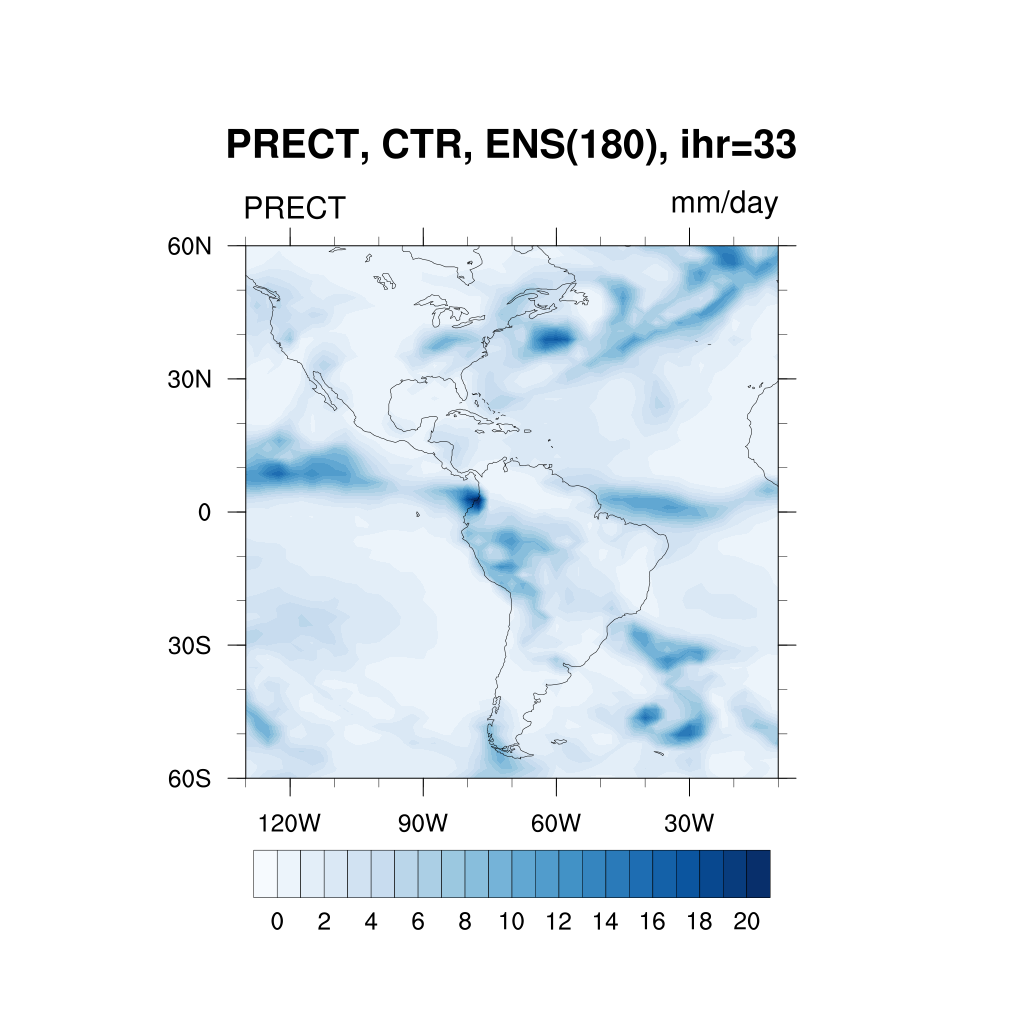 PRECT, CTR, ENS(180), ihr=33
PRECT mm/day
60N
30N
0
30S
60S
120W 90W 60W 30W
0 2 4 6 8 10 12 14 16 18 20